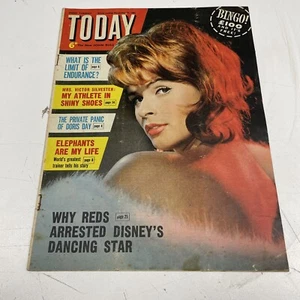 TODAY
BINGO!
£100
WHAT IS THE
LIMIT OF
ENDURANCE?
MRS. VICTOR SILVESTER:
MY ATHLETE IN
SHINY SHOES
THE PRIVATE PANIC
OF DORIS DAY
ELEPHANTS
ARE MY LIFE
World's greatest
trainer tells his story
WHY REDS
ARRESTED DISNEY'S
DANCING STAR